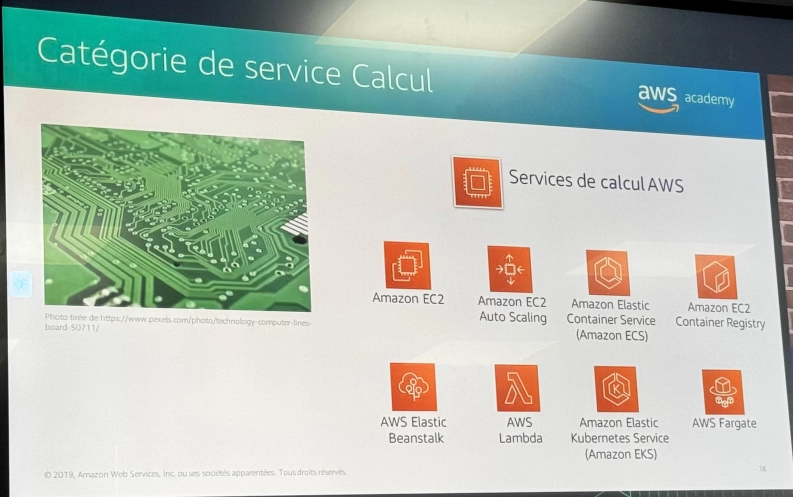 Catégorie de service Calcul
aws academy
Services de calcul AWS
Amazon EC2
Amazon EC2
Auto Scaling
Amazon Elastic
Container Service
(Amazon ECS)
Amazon EC2
Container Registry
Photo tirée de https://www.pexels.com/photo/technology-computer-lines-
board-50711/
AWS Elastic
Beanstalk
AWS
Lambda
Amazon Elastic
Kubernetes Service
(Amazon EKS)
AWS Fargate
© 2019, Amazon Web Services, Inc. ou ses sociétés apparentées. Tous droits réservés.
18